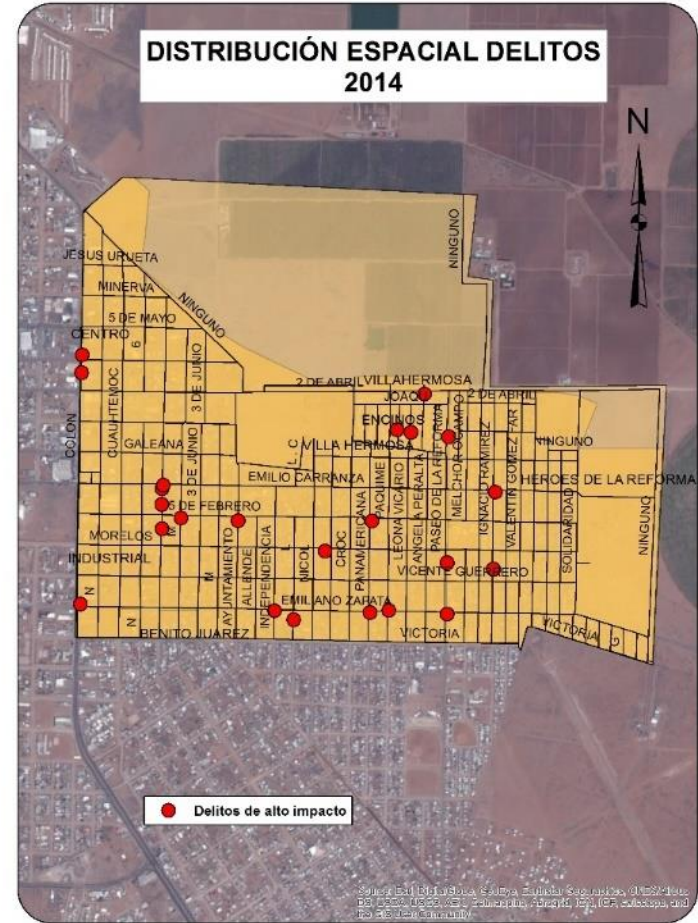 DISTRIBUCIÓN ESPACIAL DELITOS
2014
N
NINGUNO
JESUS URUETA
MINERVA
NINGUNO
5 DE MAYO
CENTRO
6
3 DE JUNIO
CUAUHTEMOC
COLON
2 DE ABRIL
VILLAHERMOSA
JOAQU
2 DE ABRIL
ENCINOS
GALEANA
L. C
VILLA HERMOSA
MELCHOR OCAMPO
IGNACIO RAMIREZ
VALENTIN GOMEZ FAR
NINGUNO
3 DE JUNIO
EMILIO CARRANZA
PAQUIME
LEONA VICARIO
ANGELA PERALTA
PASEO DE LA REFORMA
HEROES DE LA REFORMA
5 DE FEBRERO
MORELOS
M
INDUSTRIAL
AYUNTAMIENTO
ALLENDE
INDEPENDENCIA
L
NICOL
CROC
PANAMERICANA
SOLIDARIDAD
NINGUNO
VICENTE GUERRERO
M
N
EMILIANO ZAPATA
N
BENITO JUAREZ
VICTORIA
VICTORIA
G
Delitos de alto impacto